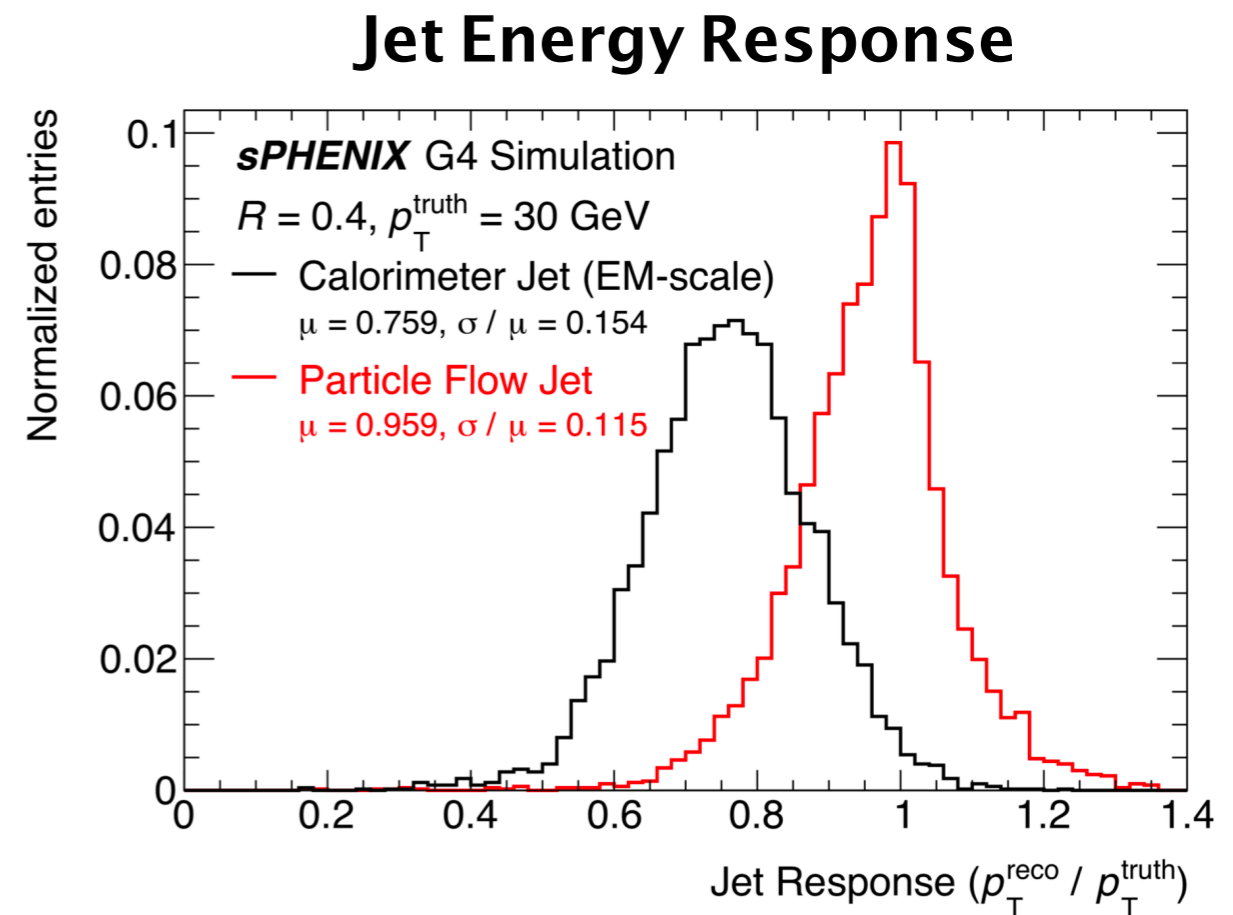 Jet Energy Response
Normalized entries
0.1
0.08
0.06
0.04
0.02
0
sPHENIX G4 Simulation
R = 0.4, p_T^truth = 30 GeV
Calorimeter Jet (EM-scale)
μ = 0.759, σ / μ = 0.154
Particle Flow Jet
μ = 0.959, σ / μ = 0.115
0 0.2 0.4 0.6 0.8 1 1.2 1.4
Jet Response (p_T^reco / p_T^truth)